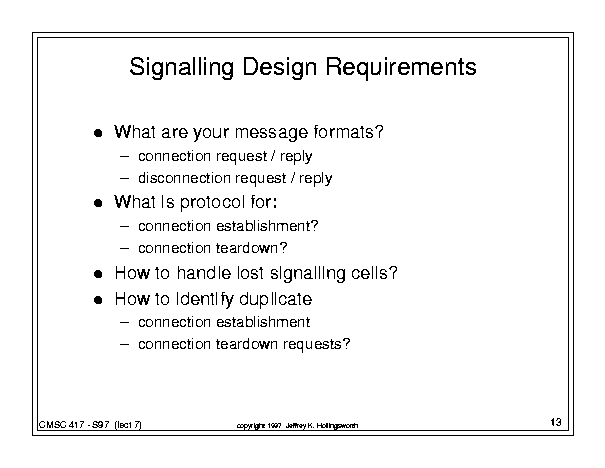 Signalling Design Requirements
● What are your message formats?
– connection request / reply
– disconnection request / reply
● What is protocol for:
– connection establishment?
– connection teardown?
● How to handle lost signalling cells?
● How to identify duplicate
– connection establishment
– connection teardown requests?
CMSC 417 - S97 (lect7) copyright 1997 Jeffrey K. Hollingsworth 13